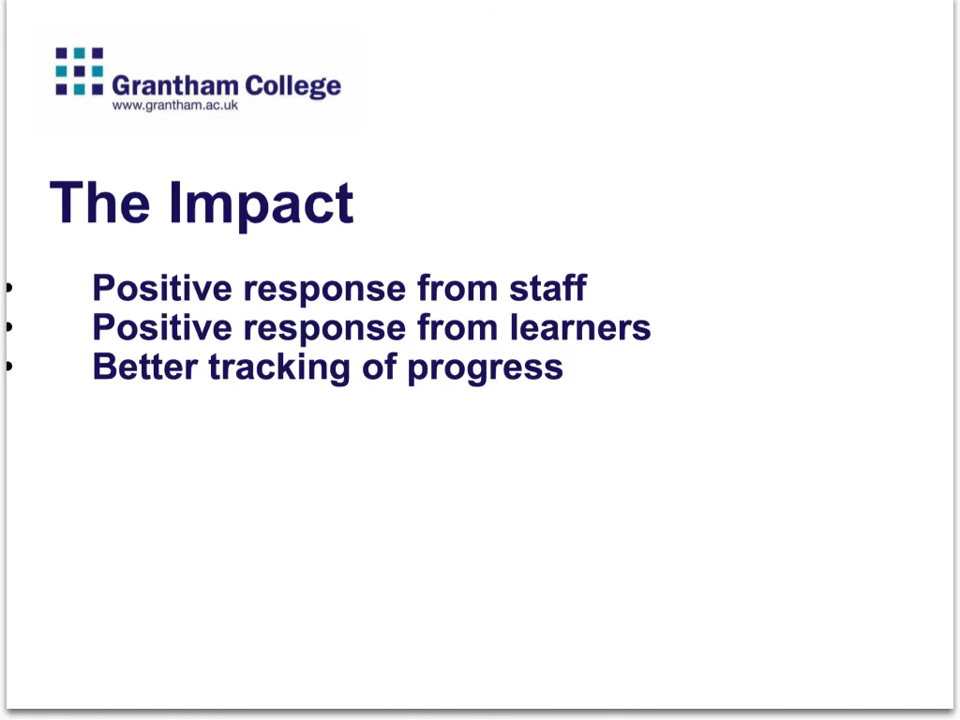 Grantham College
www.grantham.ac.uk
The Impact
• Positive response from staff
• Positive response from learners
• Better tracking of progress